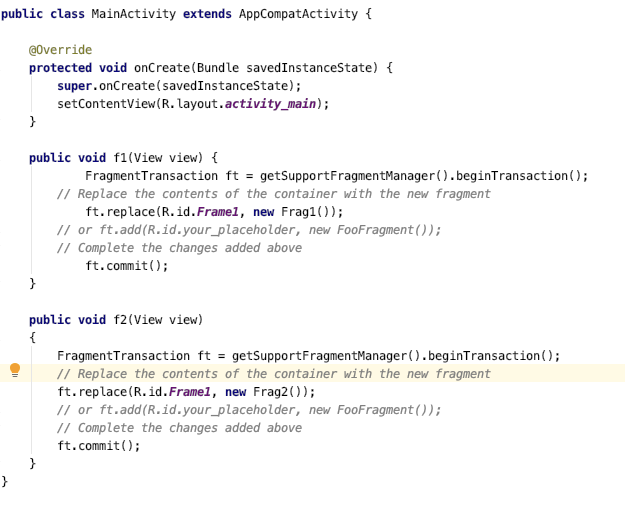 public class MainActivity extends AppCompatActivity {
@Override
protected void onCreate(Bundle savedInstanceState) {
super.onCreate(savedInstanceState);
setContentView(R.layout.activity_main);
}
public void f1(View view) {
FragmentTransaction ft = getSupportFragmentManager().beginTransaction();
// Replace the contents of the container with the new fragment
ft.replace(R.id.Frame1, new Frag1());
// or ft.add(R.id.your_placeholder, new FooFragment());
// Complete the changes added above
ft.commit();
}
public void f2(View view)
{
FragmentTransaction ft = getSupportFragmentManager().beginTransaction();
// Replace the contents of the container with the new fragment
ft.replace(R.id.Frame1, new Frag2());
// or ft.add(R.id.your_placeholder, new FooFragment());
// Complete the changes added above
ft.commit();
}
}